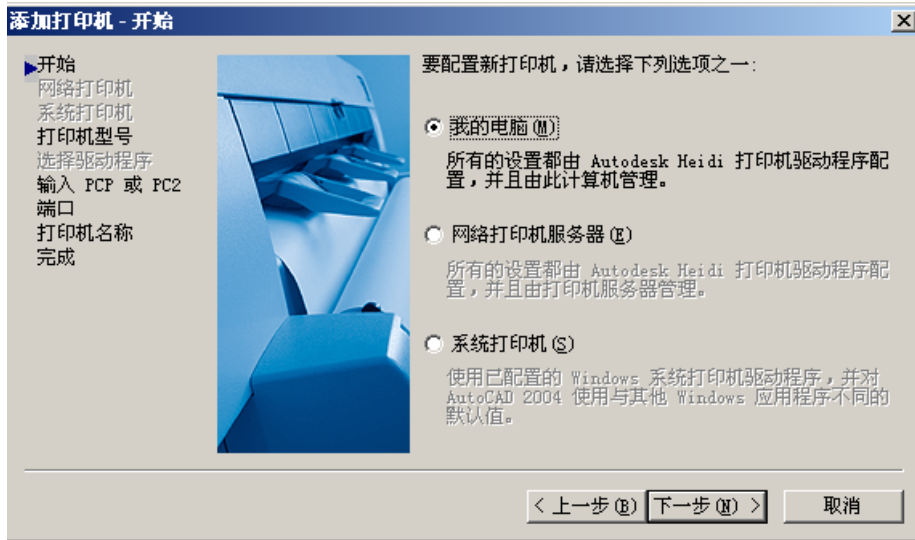 添加打印机 - 开始
开始
网络打印机
系统打印机
打印机型号
选择驱动程序
输入 PCP 或 PC2
端口
打印机名称
完成
要配置新打印机，请选择下列选项之一:
我的电脑(M)
所有的设置都由 Autodesk Heidi 打印机驱动程序配
置，并且由此计算机管理。
网络打印机服务器(E)
所有的设置都由 Autodesk Heidi 打印机驱动程序配
置，并且由打印机服务器管理。
系统打印机(S)
使用已配置的 Windows 系统打印机驱动程序，并对
AutoCAD 2004 使用与其他 Windows 应用程序不同的
默认值。
< 上一步(B)
下一步(N) >
取消